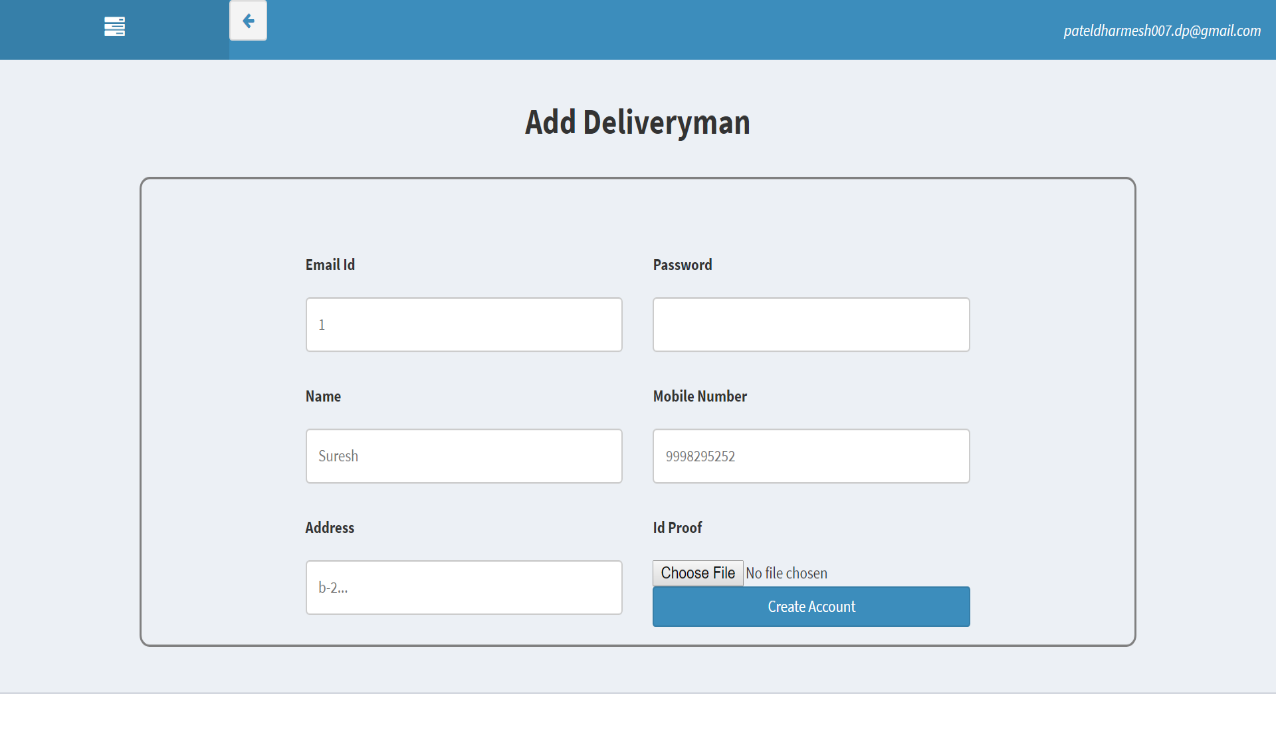 pateldharmesh007.dp@gmail.com
Add Deliveryman
Email Id
Password
1
Name
Mobile Number
Suresh
9998295252
Address
Id Proof
b-2...
Choose File No file chosen
Create Account